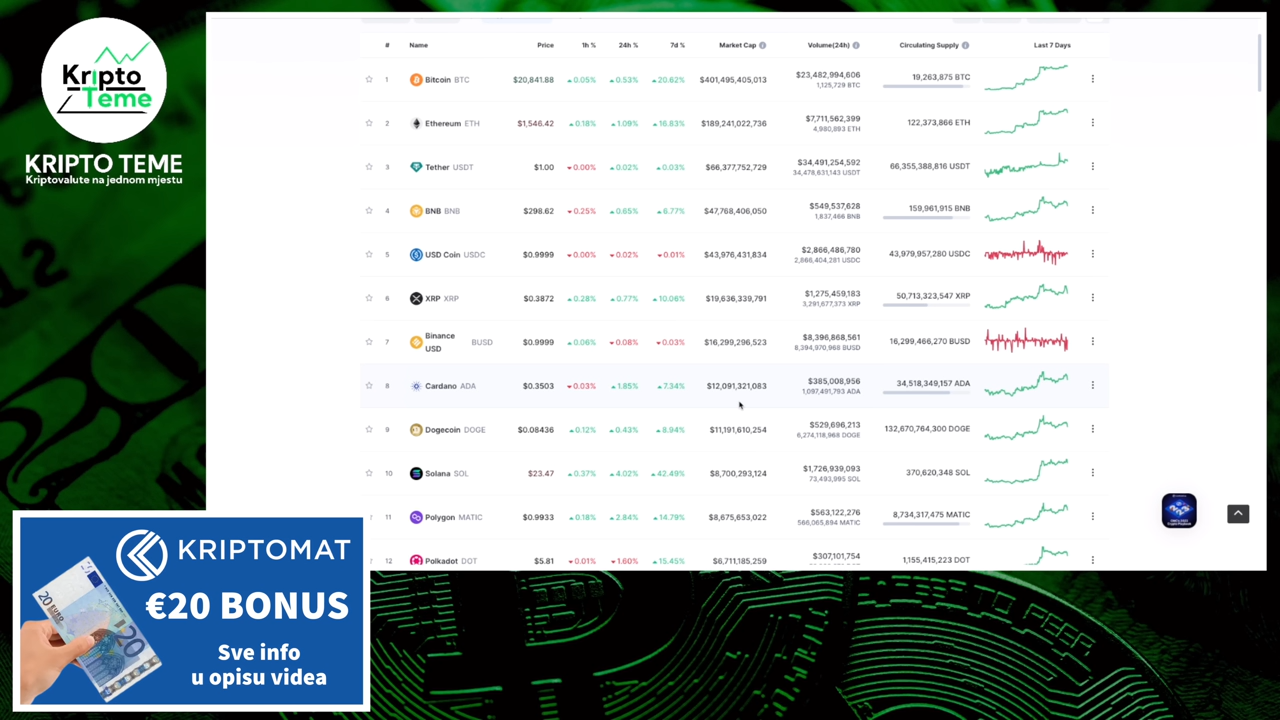 Kripto
Teme
KRIPTO TEME
Kriptovalute na jednom mjestu
# Name Price 1h % 24h % 7d % Market Cap Volume(24h) Circulating Supply Last 7 Days
1 Bitcoin BTC $20,841.88 0.05% 0.53% 20.62% $401,495,405,013 $23,482,994,606 19,263,875 BTC
1,125,729 BTC
2 Ethereum ETH $1,546.42 0.18% 1.09% 16.83% $189,241,022,736 $7,711,562,399 122,373,866 ETH
4,980,893 ETH
3 Tether USDT $1.00 0.00% 0.02% 0.03% $66,377,752,729 $34,491,254,592 66,355,388,816 USDT
34,478,631,143 USDT
4 BNB BNB $298.62 0.25% 0.65% 6.77% $47,768,406,050 $549,537,628 159,961,915 BNB
1,837,466 BNB
5 USD Coin USDC $0.9999 0.00% 0.02% 0.01% $43,976,431,834 $2,866,486,780 43,979,957,280 USDC
2,866,404,281 USDC
6 XRP XRP $0.3872 0.28% 0.77% 10.06% $19,636,339,791 $1,275,459,183 50,713,323,547 XRP
3,291,677,373 XRP
7 Binance USD BUSD $0.9999 0.06% 0.08% 0.03% $16,299,296,523 $8,396,868,561 16,299,466,270 BUSD
8,394,970,968 BUSD
8 Cardano ADA $0.3503 0.03% 1.85% 7.34% $12,091,321,083 $385,008,956 34,518,349,157 ADA
1,097,491,793 ADA
9 Dogecoin DOGE $0.08436 0.12% 0.43% 8.94% $11,191,610,254 $529,696,213 132,670,764,300 DOGE
6,274,118,968 DOGE
10 Solana SOL $23.47 0.37% 4.02% 42.49% $8,700,293,124 $1,726,939,093 370,620,348 SOL
73,493,995 SOL
11 Polygon MATIC $0.9933 0.18% 2.84% 14.79% $8,675,653,022 $563,122,276 8,734,317,475 MATIC
566,065,894 MATIC
12 Polkadot DOT $5.81 0.01% 1.60% 15.45% $6,711,185,259 $307,101,754 1,155,415,223 DOT
KRIPTOMAT
€20 BONUS
Sve info
u opisu videa
20 EURO
20